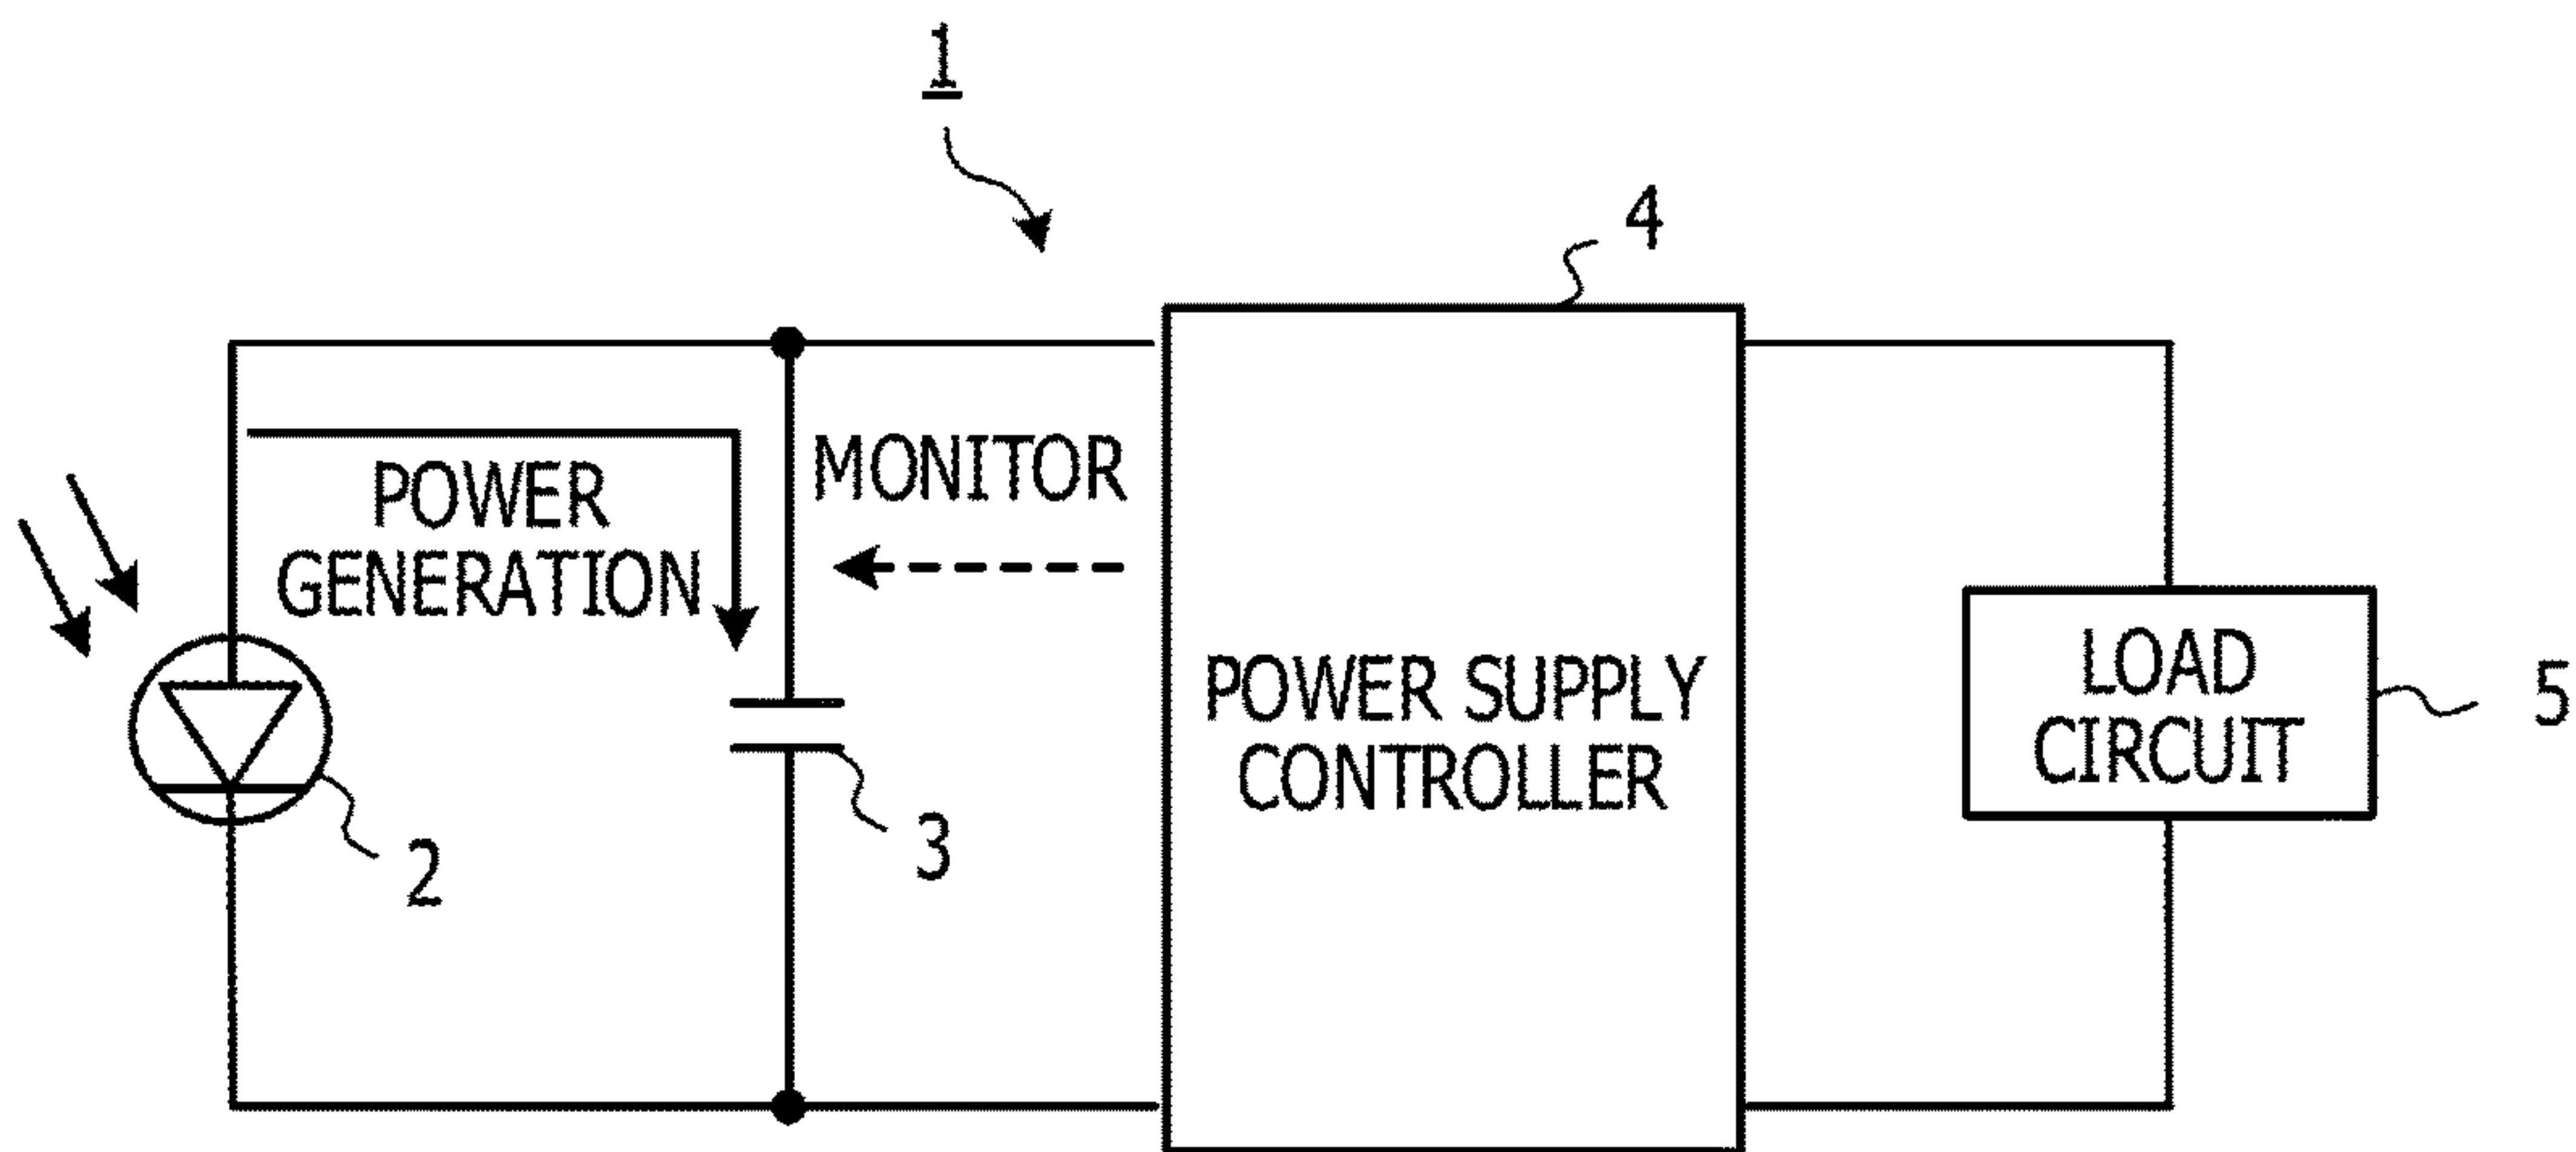 1
4
POWER
GENERATION
MONITOR
POWER SUPPLY
CONTROLLER
LOAD
CIRCUIT
5
3
2